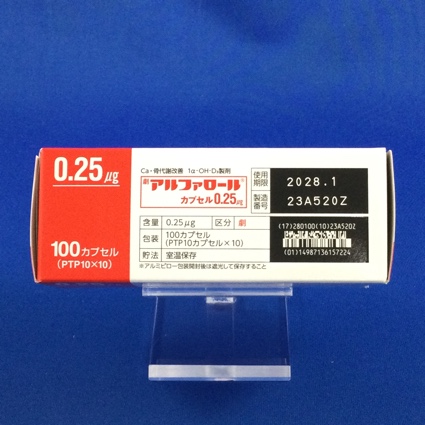 0.25μg
100カプセル
(PTP10×10)
Ca・骨代謝改善 1α-OH-D₃製剤
劇 アルファロール®
カプセル0.25μg
含量 0.25μg 区分 劇
包装 100カプセル
(PTP10カプセル×10)
貯法 室温保存
※アルミピロー包装開封後は遮光して保存すること
使用期限 2028.1
製造番号 23A520Z
(17)280100(10)23A520Z
(01)14987136157224